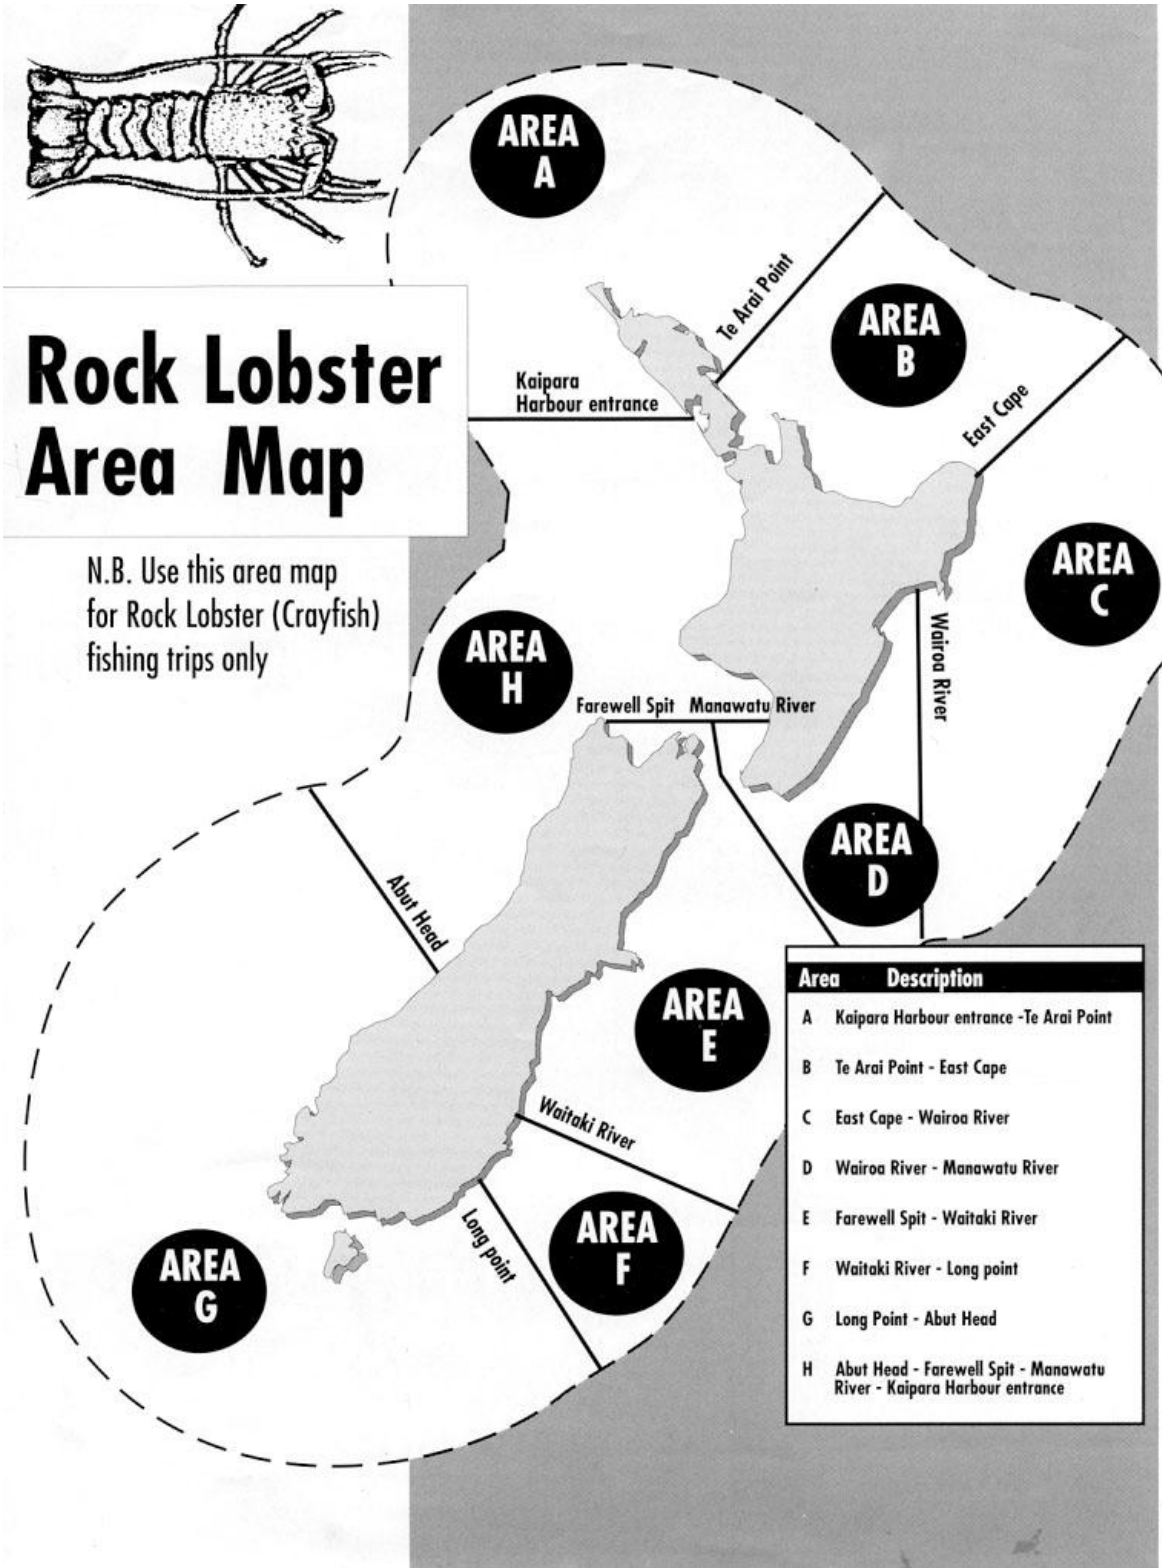 Rock Lobster
Area Map
N.B. Use this area map
for Rock Lobster (Crayfish)
fishing trips only
AREA
A
Te Arai Point
AREA
B
Kaipara
Harbour entrance
East Cape
AREA
C
AREA
H
Wairoa River
Farewell Spit
Manawatu River
AREA
D
Abut Head
AREA
E
Waitaki River
Long point
AREA
F
AREA
G
Area Description
A Kaipara Harbour entrance -Te Arai Point
B Te Arai Point - East Cape
C East Cape - Wairoa River
D Wairoa River - Manawatu River
E Farewell Spit - Waitaki River
F Waitaki River - Long point
G Long Point - Abut Head
H Abut Head - Farewell Spit - Manawatu
River - Kaipara Harbour entrance